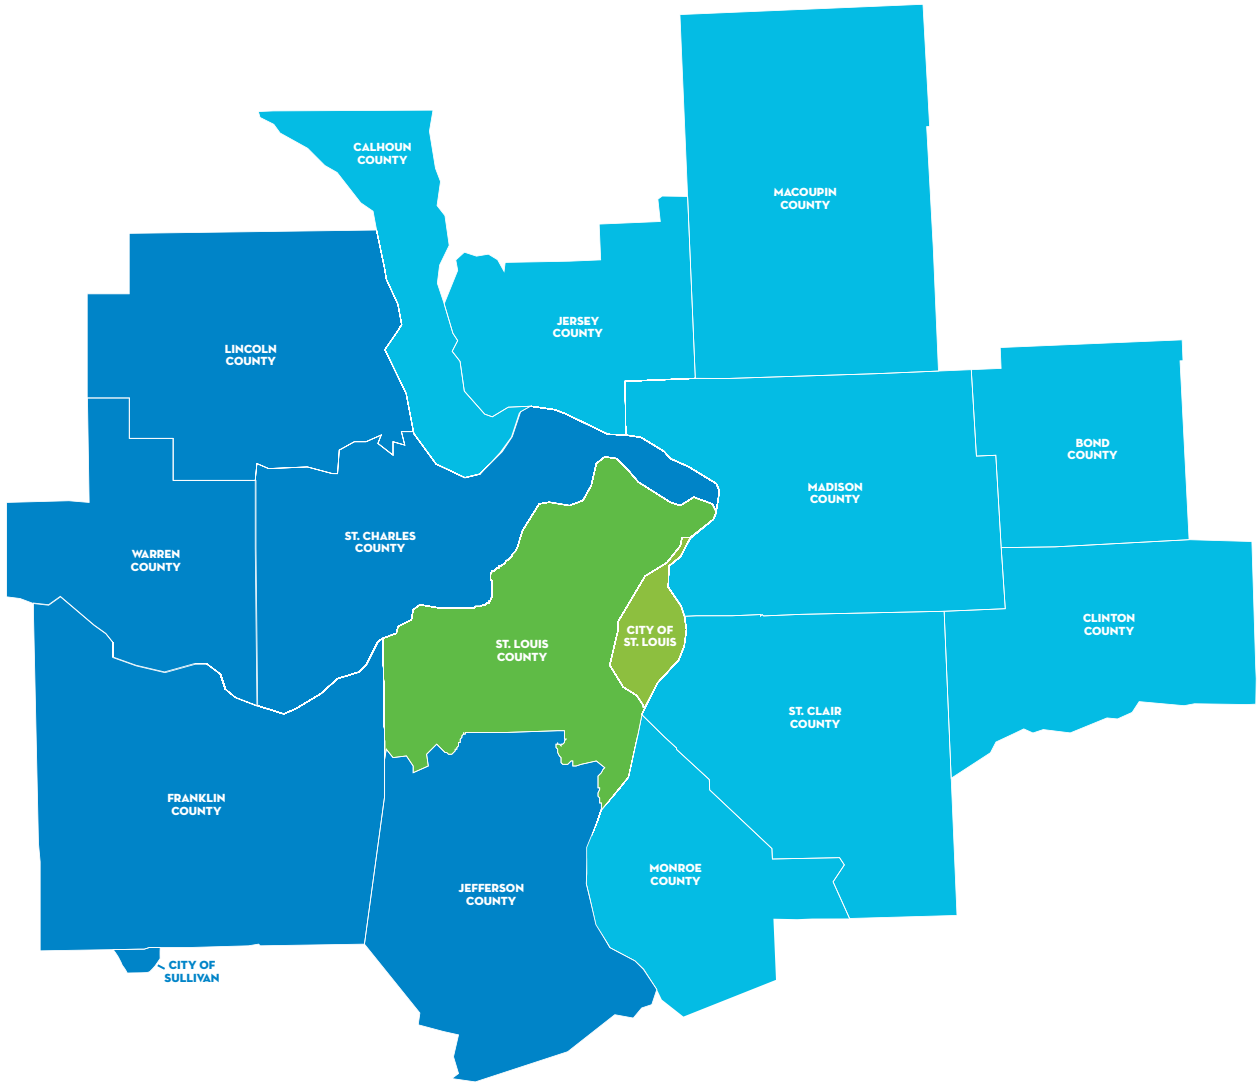 CALHOUN
COUNTY
MACOUPIN
COUNTY
JERSEY
COUNTY
LINCOLN
COUNTY
BOND
COUNTY
MADISON
COUNTY
ST. CHARLES
COUNTY
WARREN
COUNTY
CLINTON
COUNTY
CITY OF
ST. LOUIS
ST. LOUIS
COUNTY
ST. CLAIR
COUNTY
FRANKLIN
COUNTY
MONROE
COUNTY
JEFFERSON
COUNTY
CITY OF
SULLIVAN